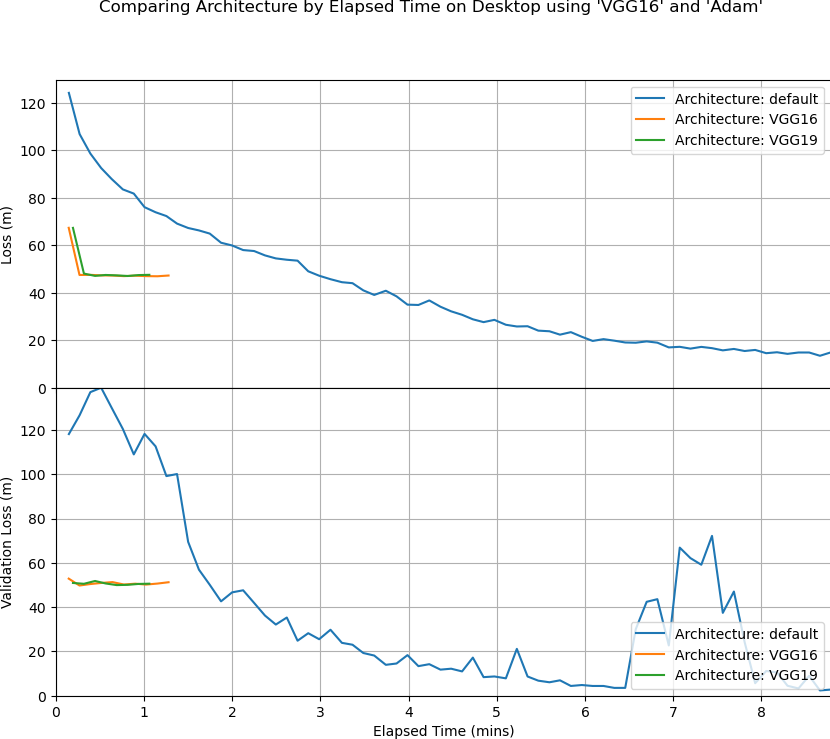 Comparing Architecture by Elapsed Time on Desktop using 'VGG16' and 'Adam'
120
100
80
60
40
20
0
Loss (m)
Architecture: default
Architecture: VGG16
Architecture: VGG19
120
100
80
60
40
20
0
Validation Loss (m)
Architecture: default
Architecture: VGG16
Architecture: VGG19
0 1 2 3 4 5 6 7 8
Elapsed Time (mins)